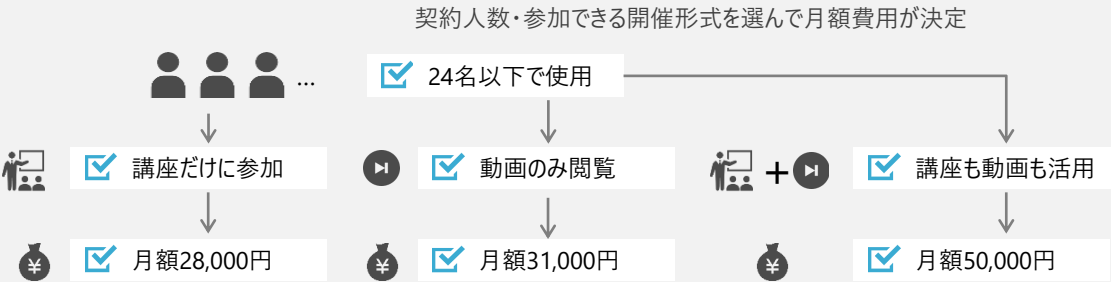 契約人数・参加できる開催形式を選んで月額費用が決定
… 24名以下で使用
講座だけに参加 動画のみ閲覧 + 講座も動画も活用
¥ 月額28,000円 ¥ 月額31,000円 ¥ 月額50,000円